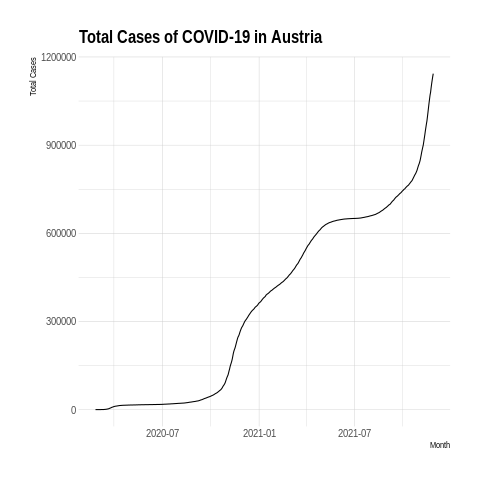 Total Cases of COVID-19 in Austria
Total Cases
1200000
900000
600000
300000
0
2020-07
2021-01
2021-07
Month